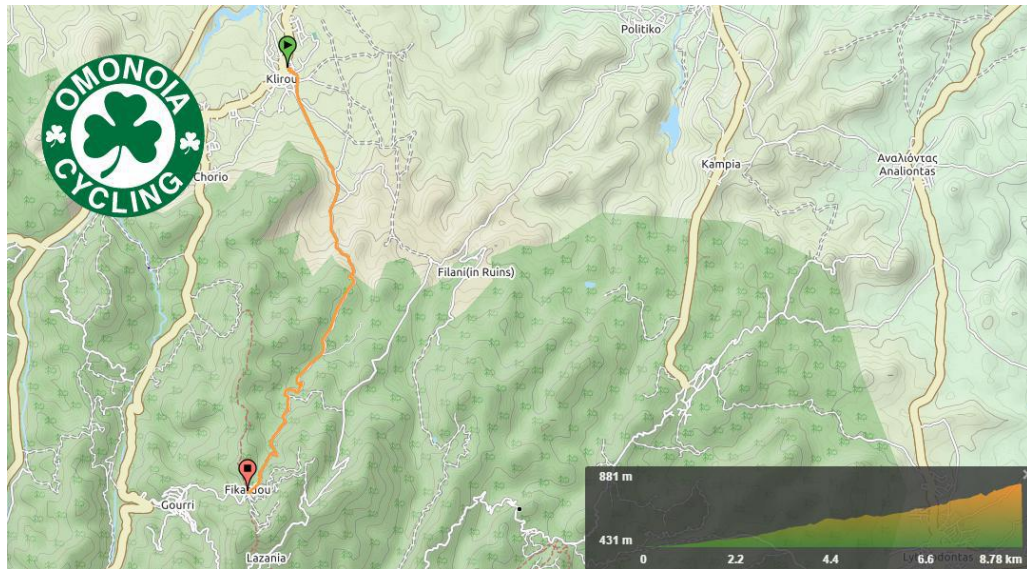 OMONOIA
CYCLING
Klirou
Politiko
Chorio
Kampia
Αναλιόντας
Analiontas
Filani(in Ruins)
Fikardou
Gourri
Lazania
881 m
431 m
0
2.2
4.4
6.6
8.78 km